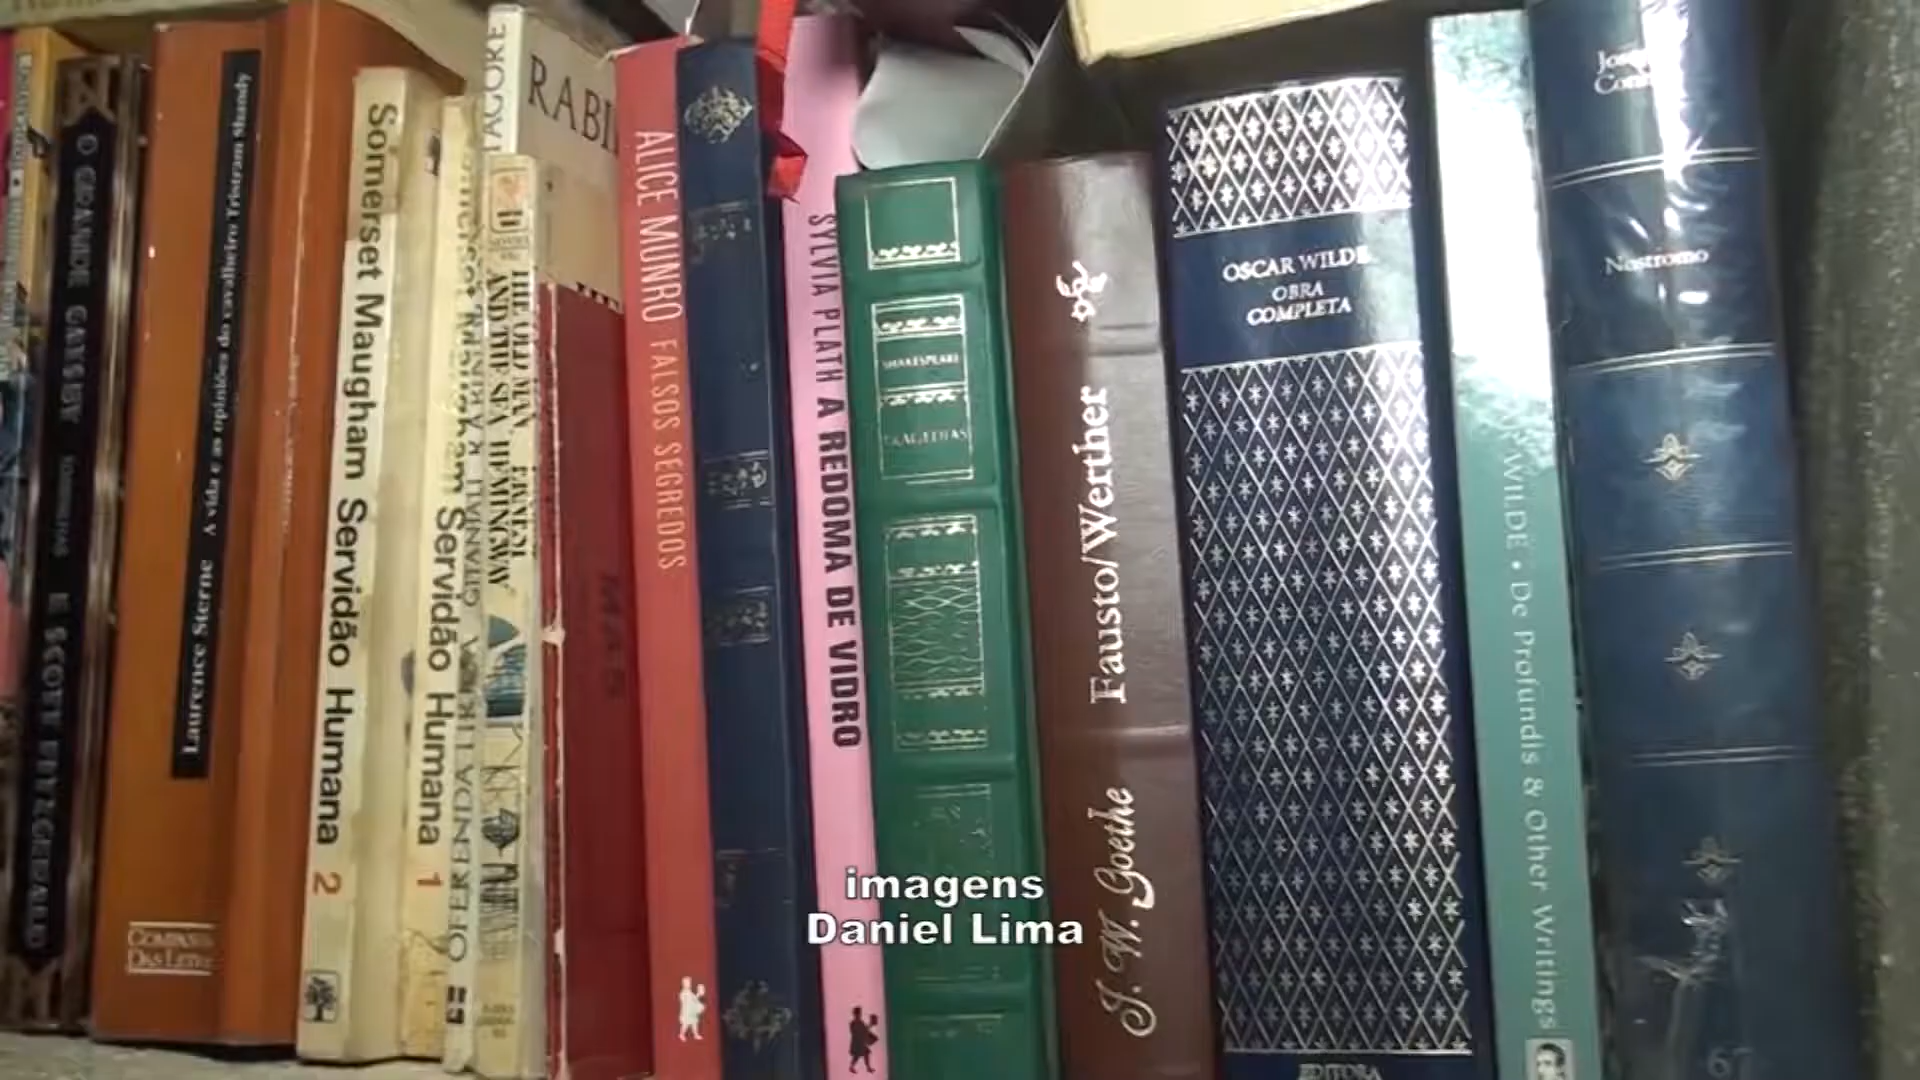 O GRANDE GATSBY
Laurence Sterne A vida e as opiniões do cavalheiro Tristram Shandy
COMPANHIA
DAS LETRAS
Somerset Maugham Servidão Humana 2
Servidão Humana 1
TAGORE
RABI
OFERENDA LÍRICA
THE OLD MAN
AND THE SEA
ERNEST
HEMINGWAY
ALICE MUNRO FALSOS SEGREDOS
SYLVIA PLATH A REDOMA DE VIDRO
SHAKESPEARE
TRAGÉDIAS
J. W. Goethe Fausto/Werther
OSCAR WILDE
OBRA
COMPLETA
EDITORA
WILDE • De Profundis & Other Writings
Nostromo
67
imagens
Daniel Lima